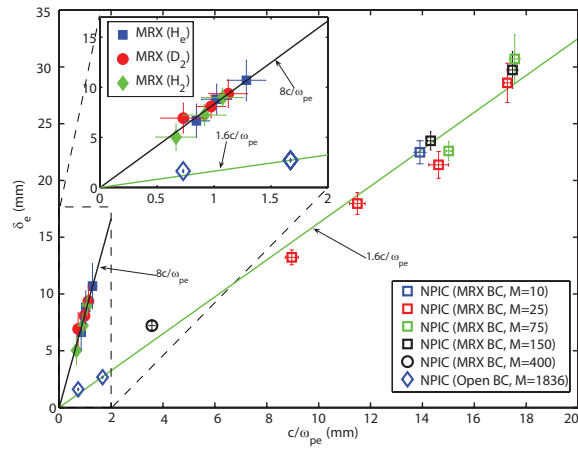 MRX (He)
MRX (D2)
MRX (H2)
15
10
5
0
0
0.5
1
1.5
2
8c/ωpe
1.6c/ωpe
35
30
25
20
15
10
5
0
δe (mm)
8c/ωpe
1.6c/ωpe
NPIC (MRX BC, M=10)
NPIC (MRX BC, M=25)
NPIC (MRX BC, M=75)
NPIC (MRX BC, M=150)
NPIC (MRX BC, M=400)
NPIC (Open BC, M=1836)
0
2
4
6
8
10
12
14
16
18
20
c/ωpe (mm)